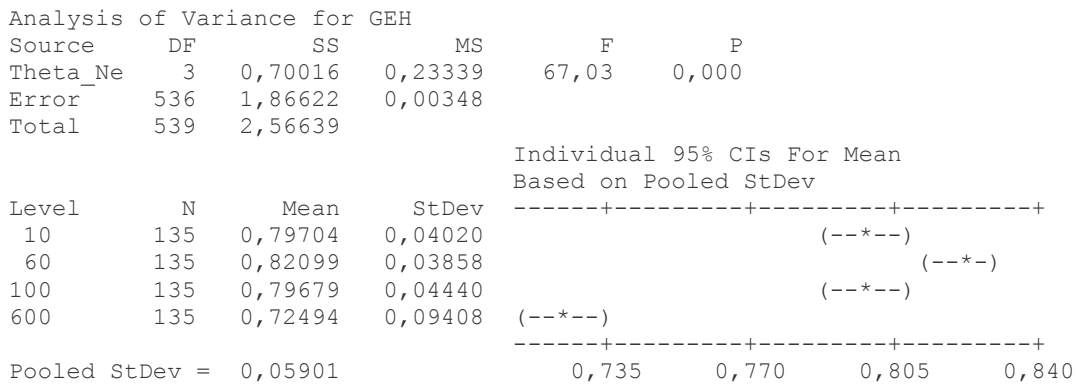 Analysis of Variance for GEH
Source     DF        SS        MS        F        P
Theta_Ne    3   0,70016   0,23339    67,03    0,000
Error     536   1,86622   0,00348
Total     539   2,56639
Individual 95% CIs For Mean
Based on Pooled StDev
Level       N      Mean     StDev  ------+---------+---------+---------+
10      135   0,79704   0,04020                       (--*--)
60      135   0,82099   0,03858                              (--*-)
100       135   0,79679   0,04440                       (--*--)
600       135   0,72494   0,09408  (--*--)
------+---------+---------+---------+
Pooled StDev =  0,05901                 0,735     0,770     0,805     0,840